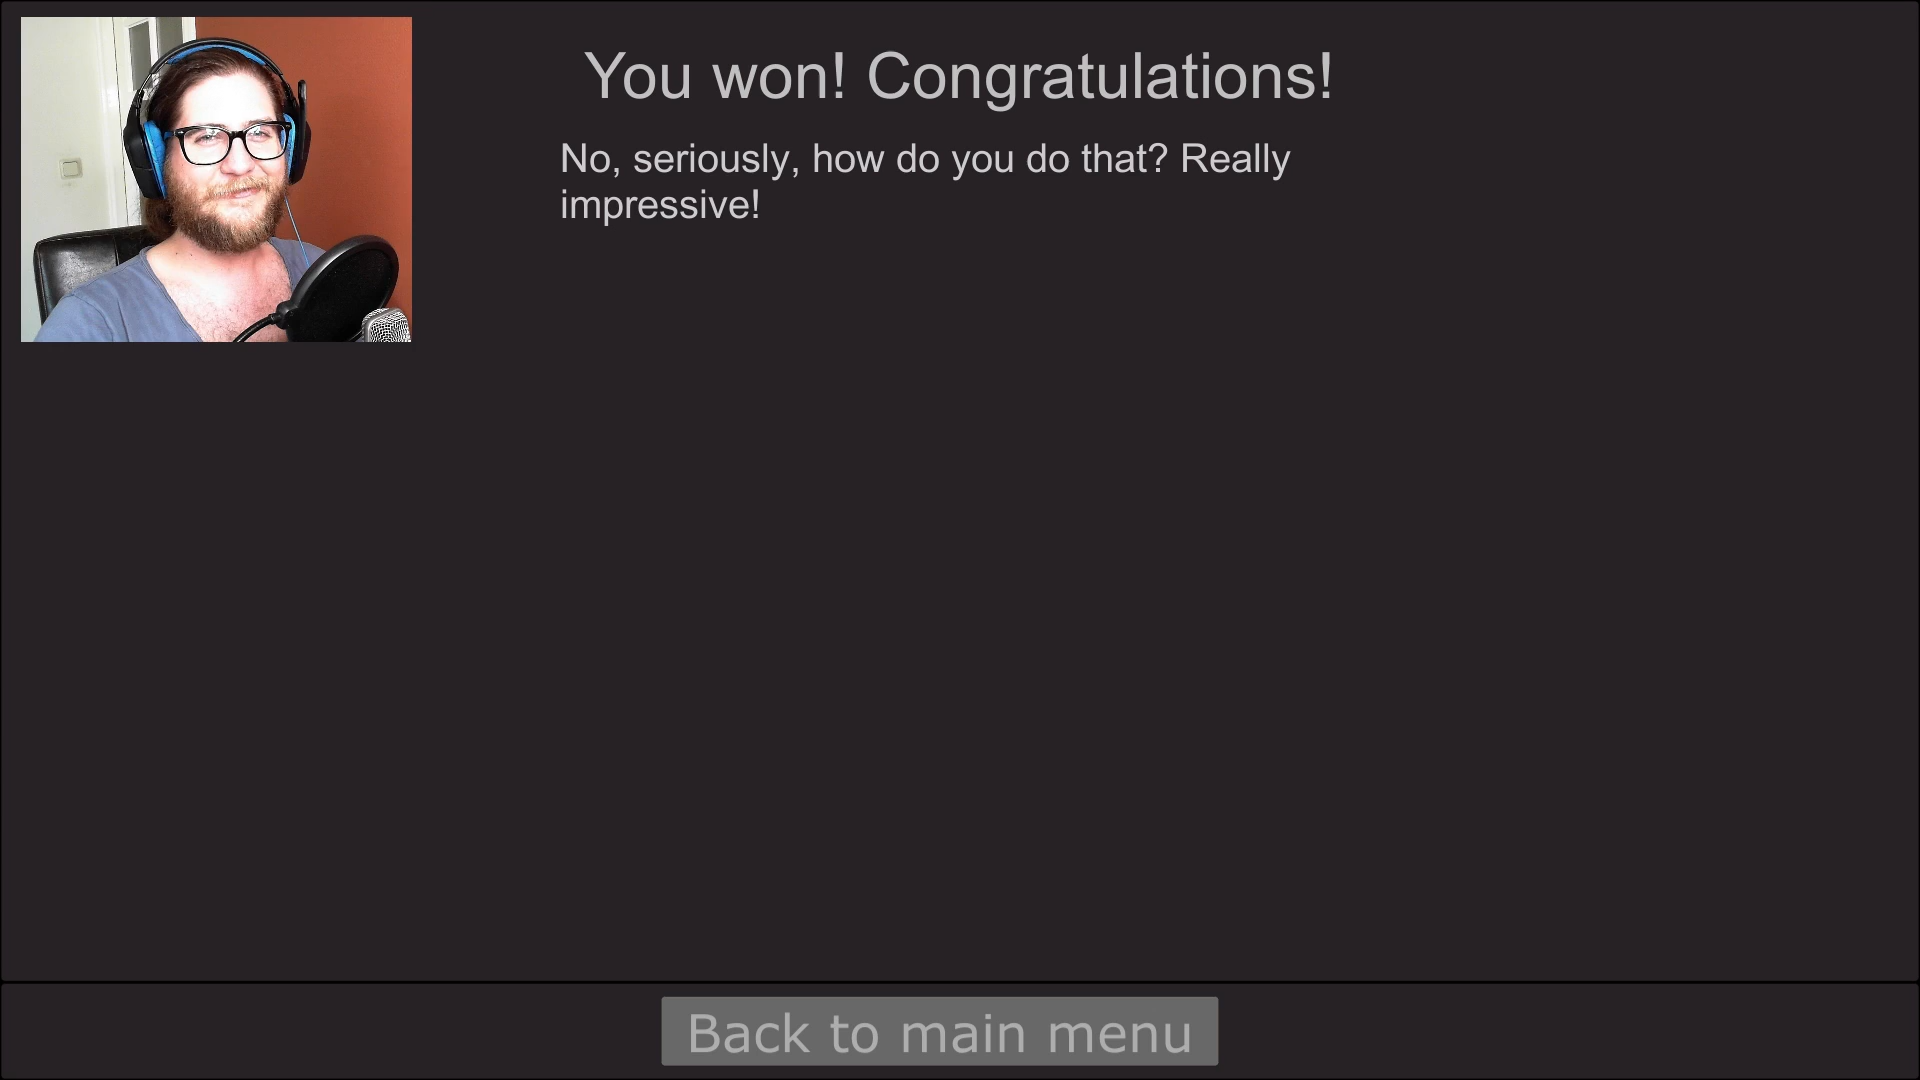 You won! Congratulations!
No, seriously, how do you do that? Really
impressive!
Back to main menu